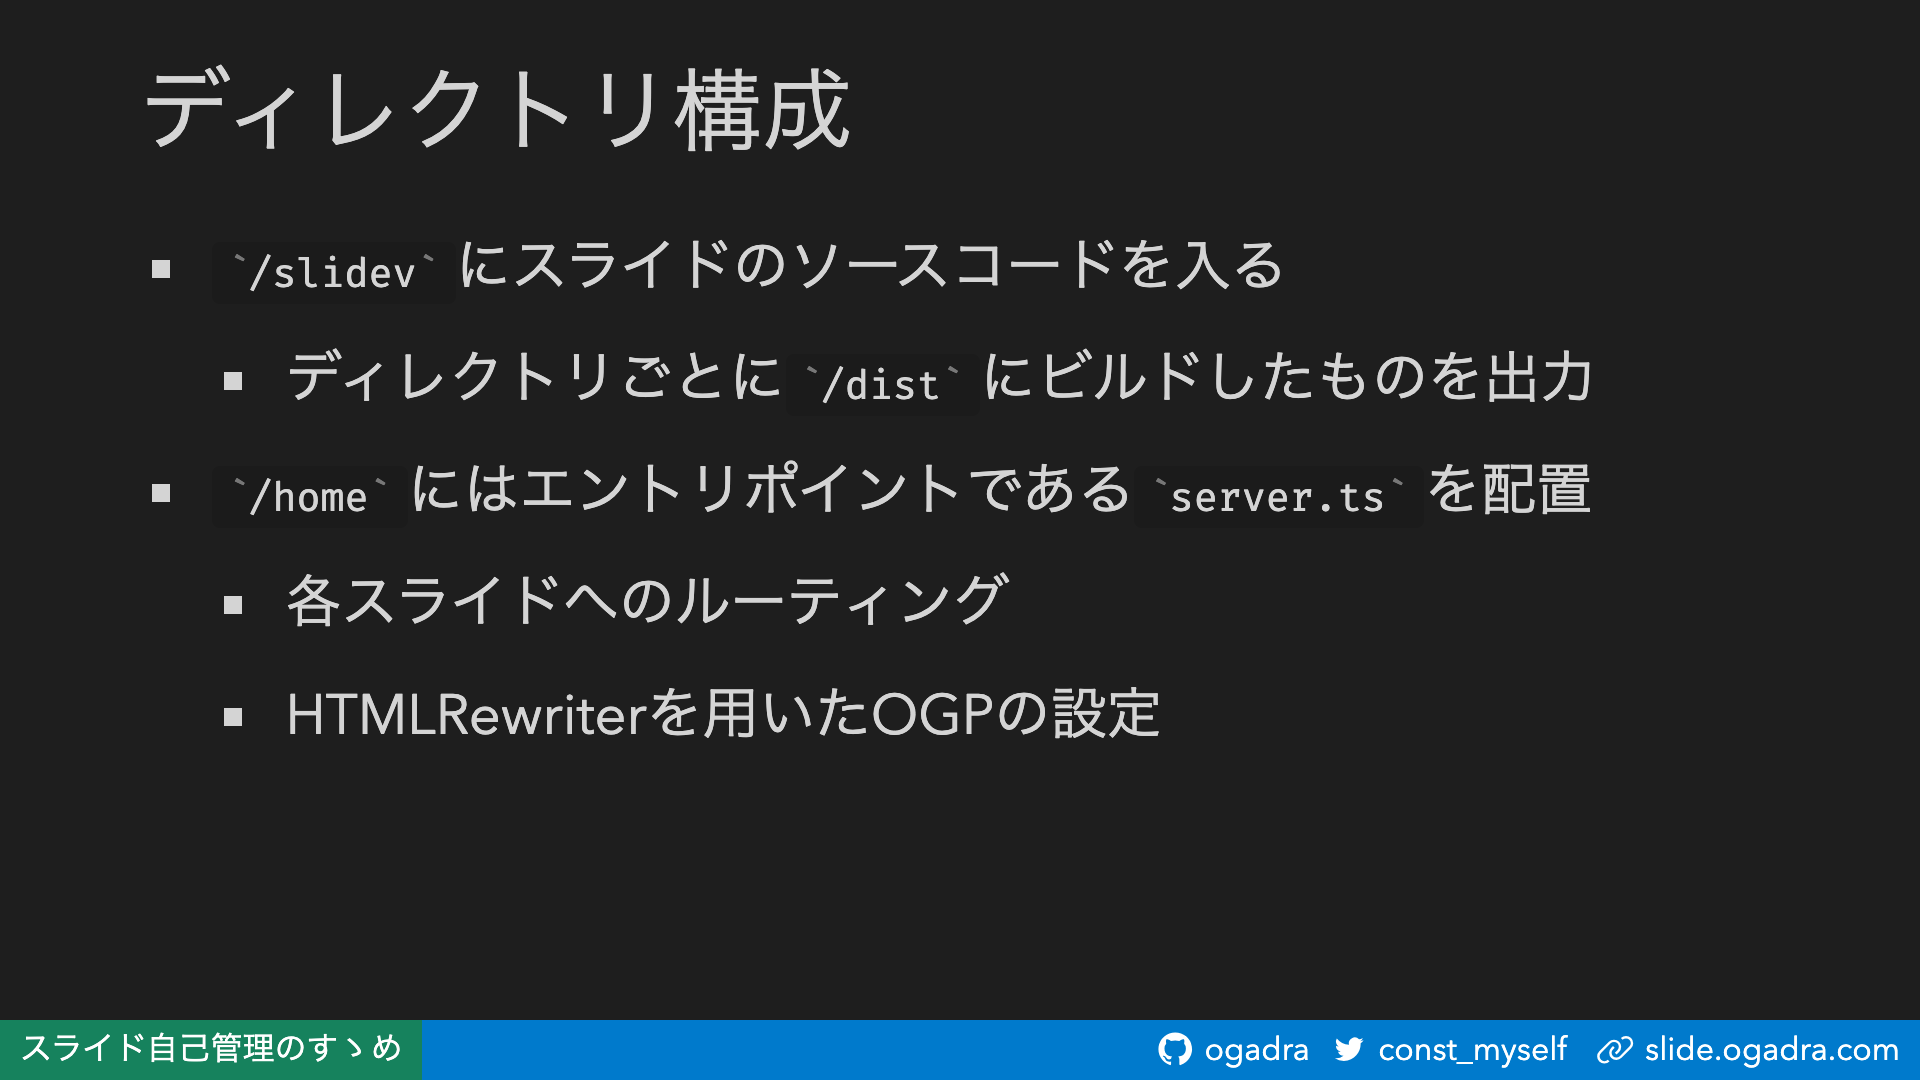 ディレクトリ構成
`/slidev`にスライドのソースコードを入る
ディレクトリごとに`/dist`にビルドしたものを出力
`/home`にはエントリポイントである`server.ts`を配置
各スライドへのルーティング
HTMLRewriterを用いたOGPの設定
スライド自己管理のすゝめ
ogadra const_myself slide.ogadra.com